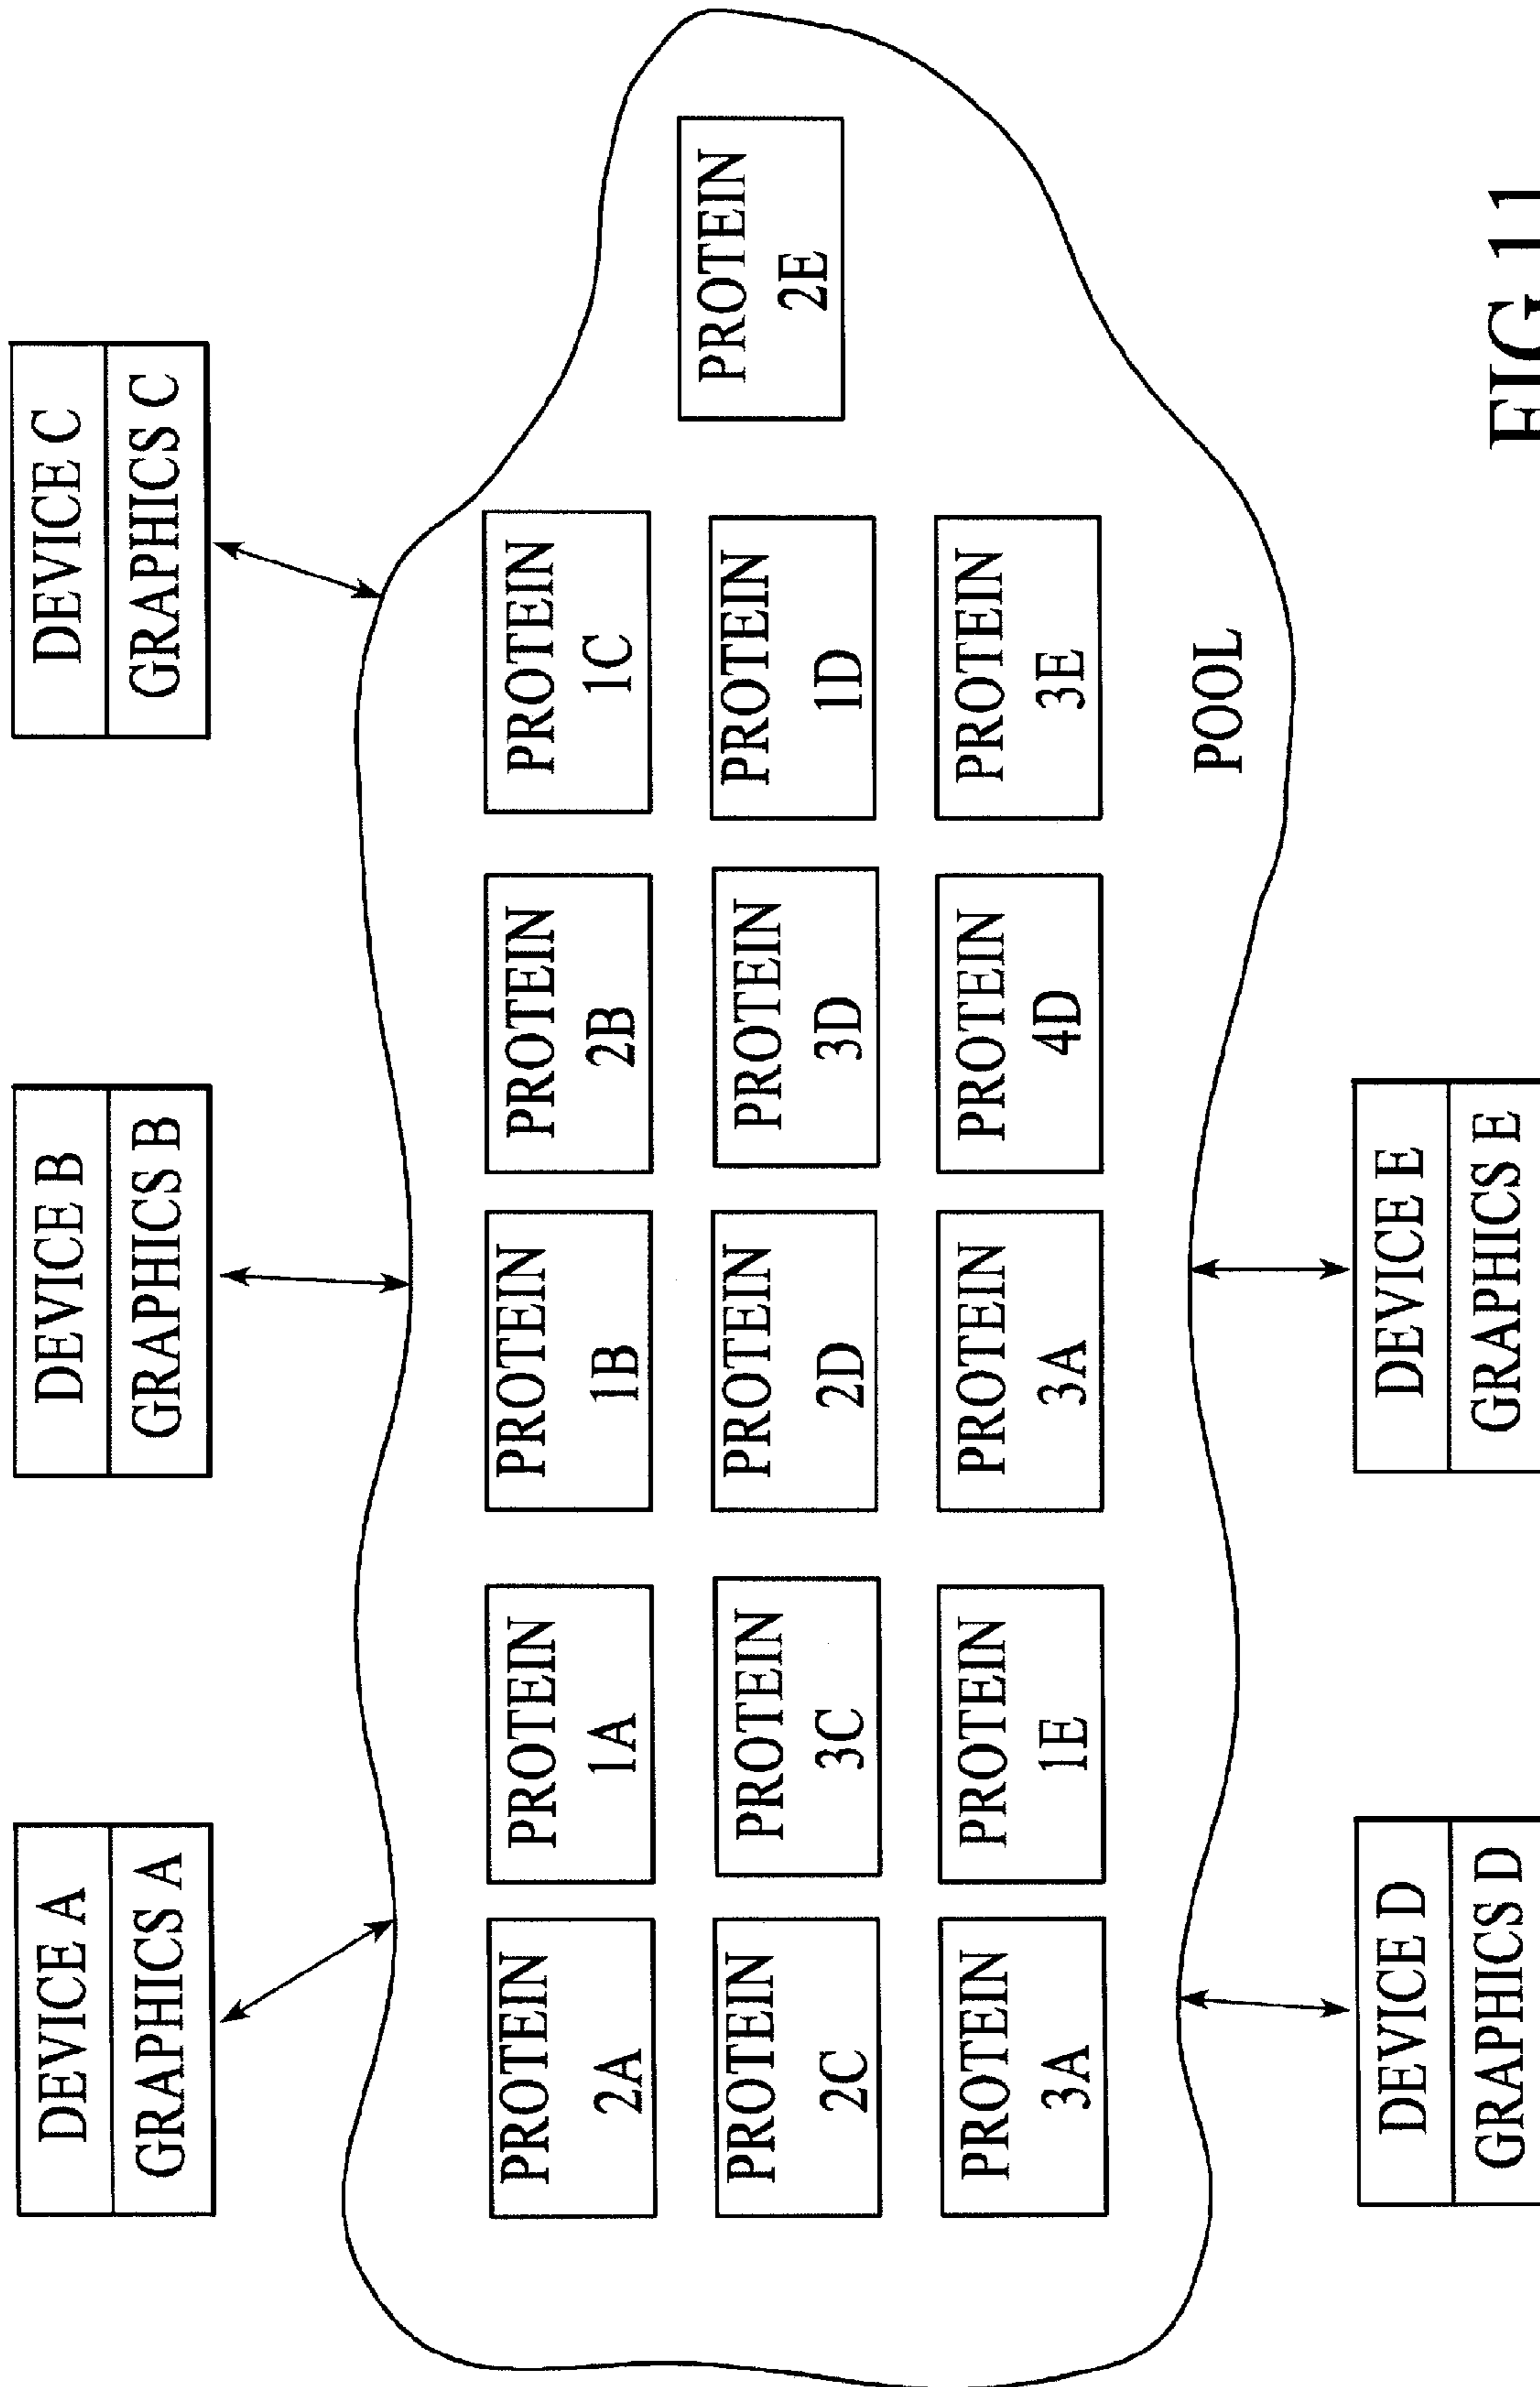 DEVICE A
GRAPHICS A
DEVICE B
GRAPHICS B
DEVICE C
GRAPHICS C
PROTEIN
2A
PROTEIN
1A
PROTEIN
1B
PROTEIN
2B
PROTEIN
1C
PROTEIN
2C
PROTEIN
3C
PROTEIN
2D
PROTEIN
3D
PROTEIN
1D
PROTEIN
2E
PROTEIN
3A
PROTEIN
1E
PROTEIN
3A
PROTEIN
4D
PROTEIN
3E
POOL
DEVICE D
GRAPHICS D
DEVICE E
GRAPHICS E
FIG.11